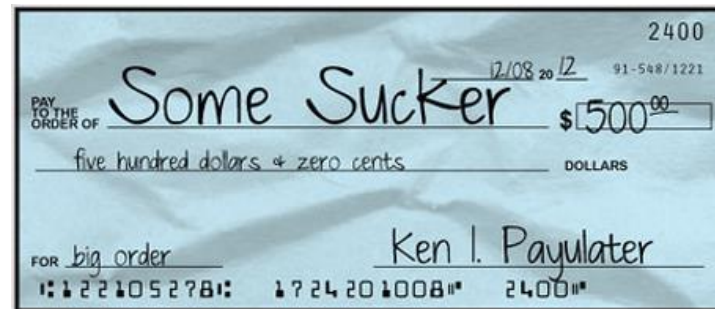 2400
12/08 20 12 91-548/1221
PAY
TO THE
ORDER OF Some Sucker $ 500 00
five hundred dollars & zero cents DOLLARS
FOR big order Ken I. Payulater
⑆122105278⑆ 1724201008⑈ 2400⑈